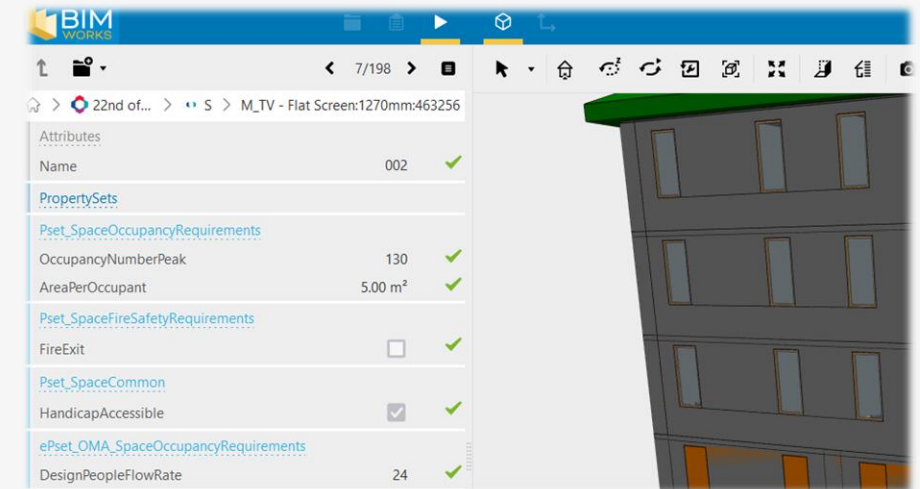 BIM
WORKS
7/198
22nd of... > S > M_TV - Flat Screen:1270mm:463256
Attributes
Name 002
PropertySets
Pset_SpaceOccupancyRequirements
OccupancyNumberPeak 130
AreaPerOccupant 5.00 m²
Pset_SpaceFireSafetyRequirements
FireExit
Pset_SpaceCommon
HandicapAccessible
ePset_OMA_SpaceOccupancyRequirements
DesignPeopleFlowRate 24